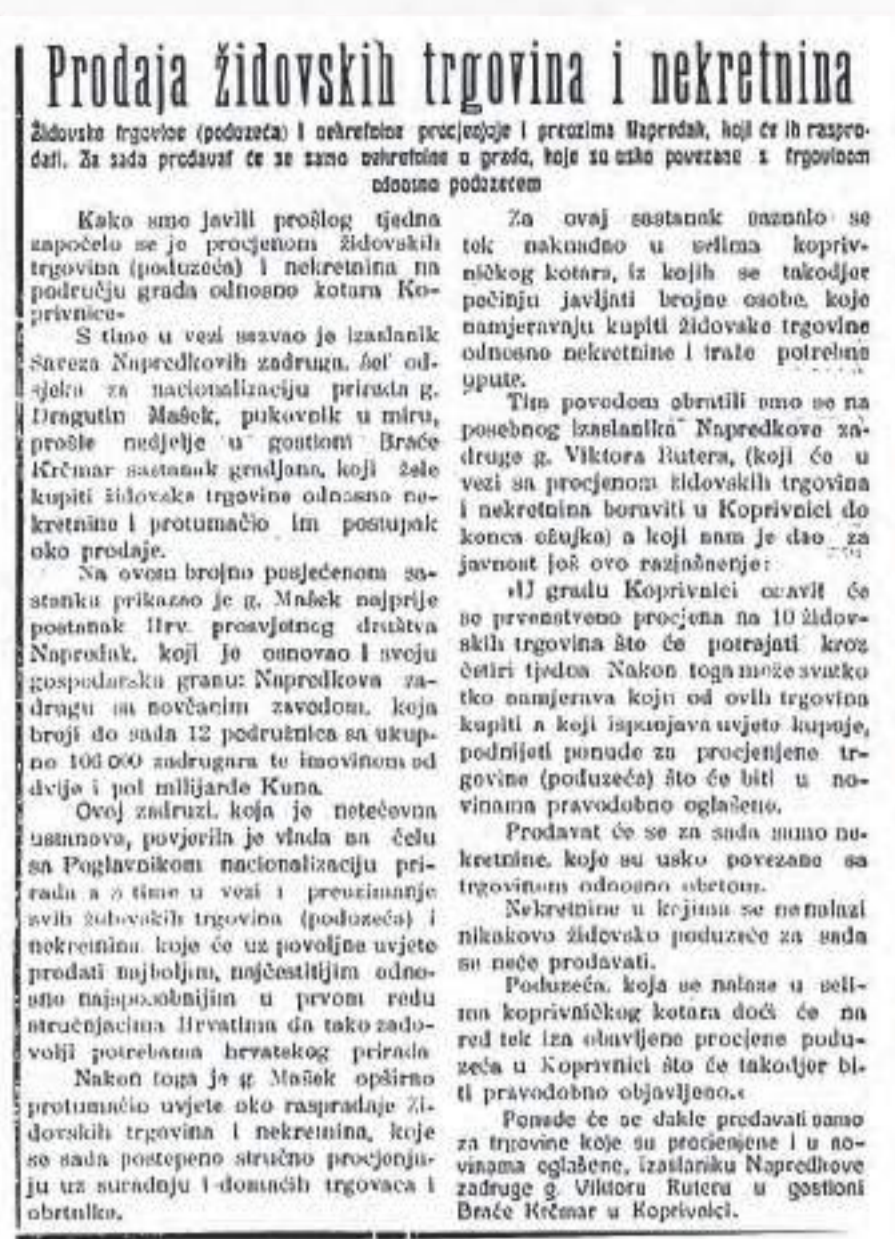 Prodaja židovskih trgovina i nekretnina
Židovske trgovine (poduzeća) i nekretnine procjenjuje i preuzima Napredak, koji će ih raspro-
dati. Za sada prodavat će se samo nekretnine u gradu, koje su usko povezane s trgovinom
odnosno poduzećem
Kako smo javili prošlog tjedna
započelo se je procjenom židovskih
trgovina (poduzeća) i nekretnina na
području grada odnosno kotara Ko-
privnice.
S time u vezi sazvao je izaslanik
Saveza Napredkovih zadruga, šef od-
sjeka za nacionalizaciju prirada g.
Dragutin Mašek, pukovnik u miru,
prošle nedjelje u gostioni Braće
Krčmar sastanak gradjana, koji žele
kupiti židovske trgovine odnosno ne-
kretnine i protumačio im postupak
oko prodaje.
Na ovom brojno posjećenom sa-
stanku prikazao je g. Mašek najprije
postanak Hrv. prosvjetnog društva
Napredak, koji je osnovao i svoju
gospodarsku granu: Napredkovu za-
drugu sa novčanim zavodom, koja
broji do sada 12 podružnica sa ukup-
no 100 000 zadrugara te imovinom od
dvije i pol milijarde Kuna.
Ovoj zadruzi, koja je netečevna
ustanova, povjerila je vlada na čelu
sa Poglavnikom nacionalizaciju pri-
rada a s time u vezi i preuzimanje
svih židovskih trgovina (poduzeća) i
nekretnina, koje će uz povoljne uvjete
prodati najboljim, najčestitijim odno-
sno najsposobnijim u prvom redu
stručnjacima Hrvatima da tako zado-
volji potrebama hrvatskog prirada
Nakon toga je g. Mašek opširno
protumačio uvjete oko raspradaje ži-
dovskih trgovina i nekretnina, koje
se sada postepeno stručno procjenju-
ju uz suradnju i domaćih trgovaca i
obrtnika.
Za ovaj sastanak saznalo se
tek naknadno u selima kopriv-
ničkog kotara, iz kojih se takodjer
počinju javljati brojne osobe, koje
namjeravaju kupiti židovske trgovine
odnosno nekretnine i traže potrebne
upute.
Tim povodom obratili smo se na
posebnog izaslanika Napredkove za-
druge g. Viktora Rutera, (koji će u
vezi sa procjenom židovskih trgovina
i nekretnina boraviti u Koprivnici do
konca ožujka) a koji nam je dao za
javnost još ovo razjašnenje:
»U gradu Koprivnici obavit će
se prvenstveno procjena na 10 židov-
skih trgovina što će potrajati kroz
četiri tjedna Nakon toga može svatko
tko namjerava koju od ovih trgovina
kupiti a koji ispunjava uvjete kupnje,
podnijeti ponude za procjenjene tr-
govine (poduzeća) što će biti u no-
vinama pravodobno oglašeno.
Prodavat će se za sada samo ne-
kretnine, koje su usko povezane sa
trgovinom odnosno obrtom.
Nekretnine u kojima se ne nalazi
nikakovo židovsko poduzeće za sada
se neće prodavati.
Poduzeća, koja se nalaze u seli-
ma koprivničkog kotara doći će na
red tek iza obavljene procjene podu-
zeća u Koprivnici što će takodjer bi-
ti pravodobno objavljeno.«
Ponude će se dakle predavati samo
za trgovine koje su procjenjene i u no-
vinama oglašene, izaslaniku Napredkove
zadruge g. Viktoru Ruteru u gostioni
Braće Krčmar u Koprivnici.